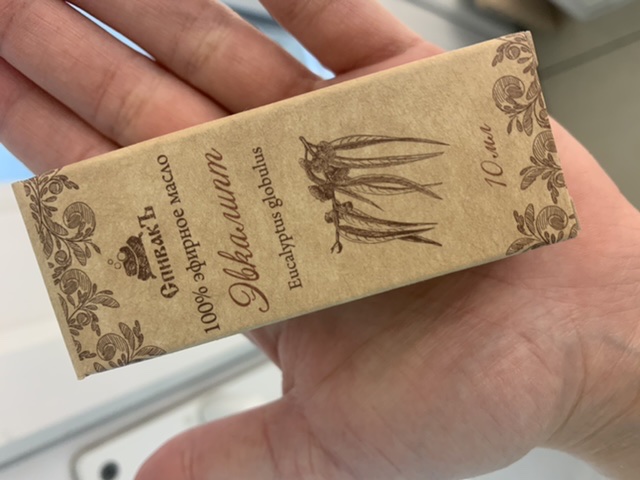 СпивакЪ
100% эфирное масло
Эвкалипт
Eucalyptus globulus
10 мл